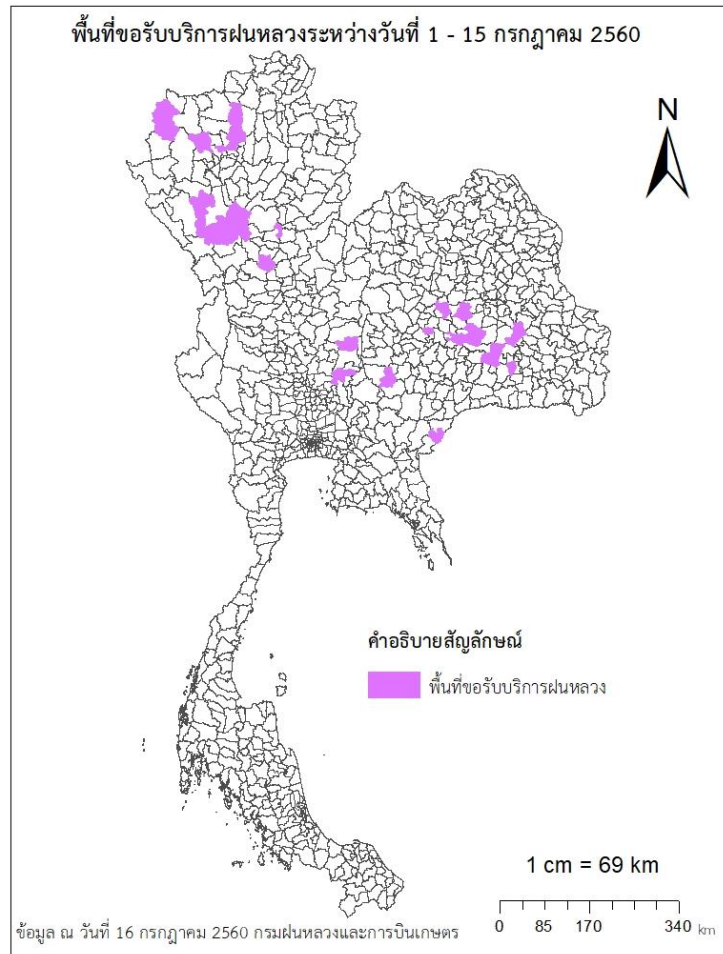 พื้นที่ขอรับบริการฝนหลวงระหว่างวันที่ 1 - 15 กรกฎาคม 2560
N
คำอธิบายสัญลักษณ์
พื้นที่ขอรับบริการฝนหลวง
1 cm = 69 km
0 85 170 340 km
ข้อมูล ณ วันที่ 16 กรกฎาคม 2560 กรมฝนหลวงและการบินเกษตร